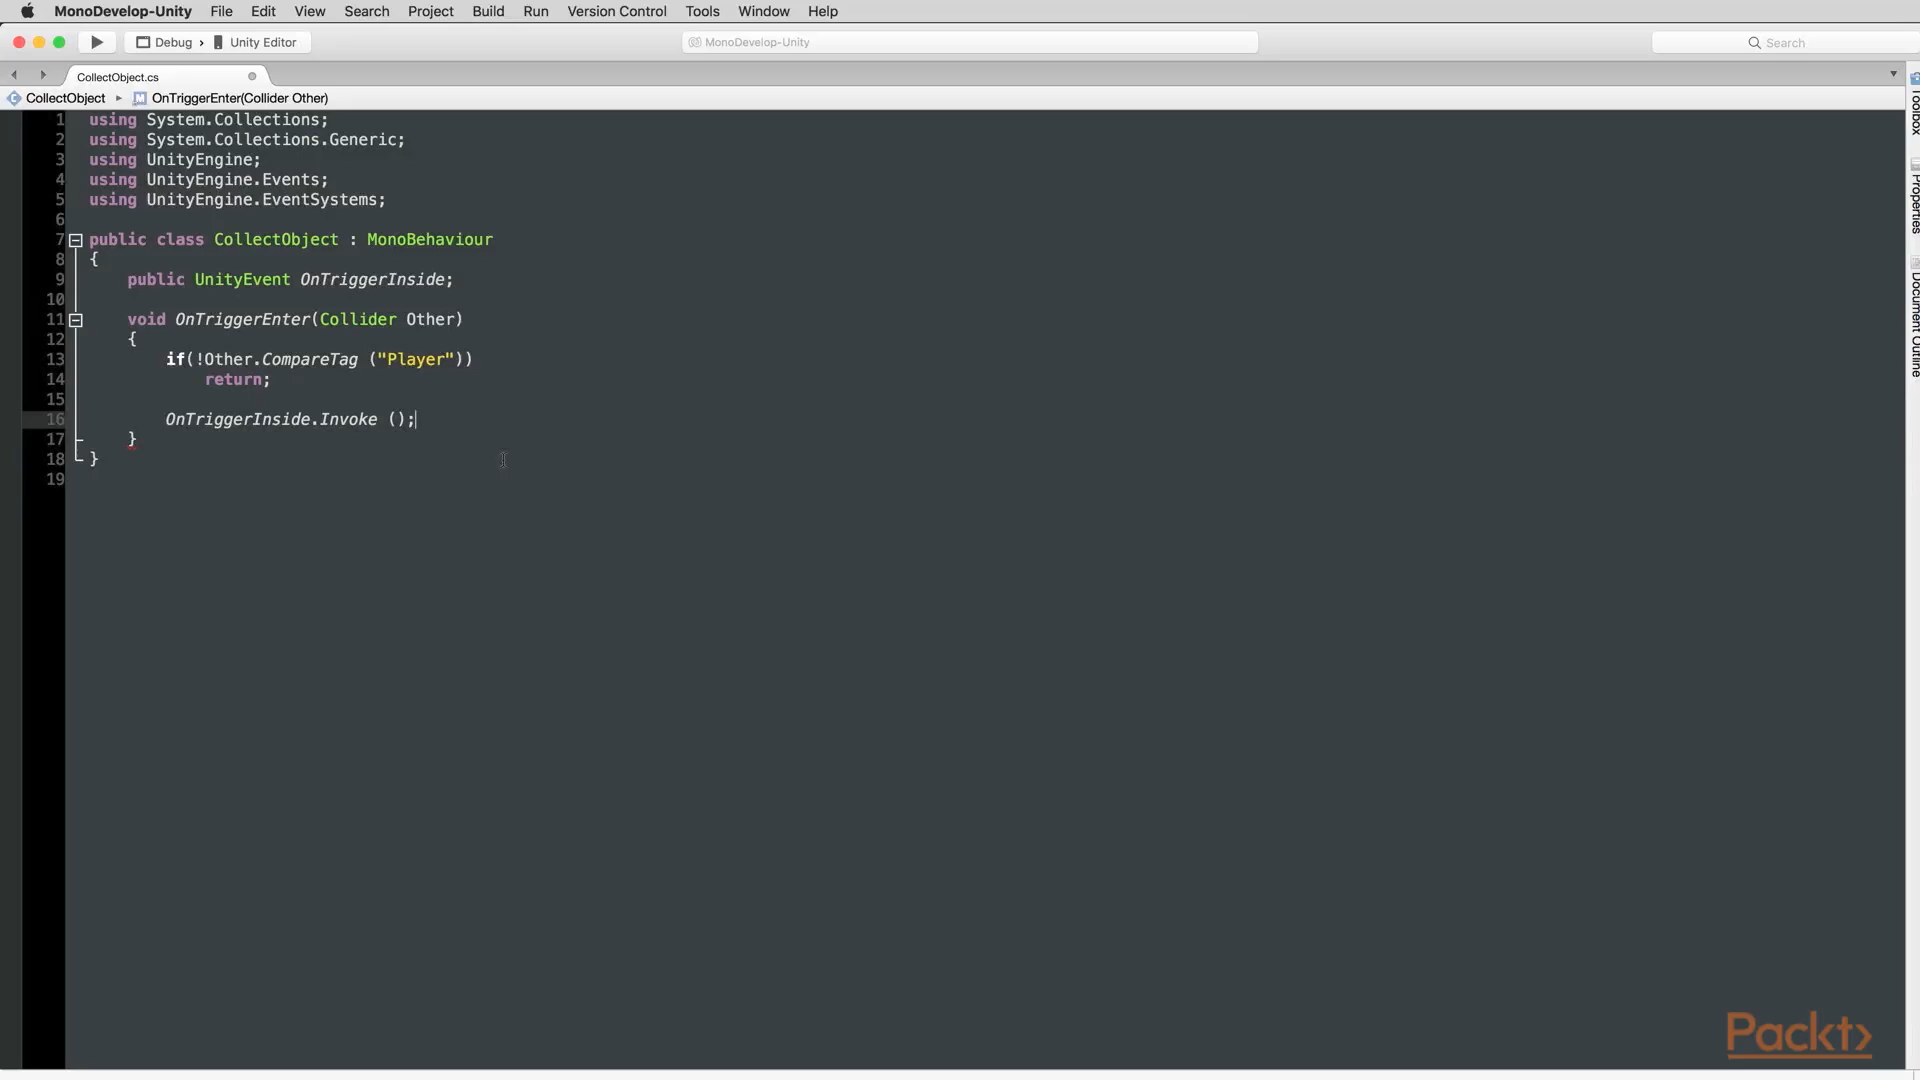 MonoDevelop-Unity File Edit View Search Project Build Run Version Control Tools Window Help
Debug › Unity Editor
MonoDevelop-Unity
Search
CollectObject.cs
CollectObject ▸ OnTriggerEnter(Collider Other)
1 using System.Collections;
2 using System.Collections.Generic;
3 using UnityEngine;
4 using UnityEngine.Events;
5 using UnityEngine.EventSystems;
6
7 public class CollectObject : MonoBehaviour
8 {
9     public UnityEvent OnTriggerInside;
10
11     void OnTriggerEnter(Collider Other)
12     {
13         if(!Other.CompareTag ("Player"))
14             return;
15
16         OnTriggerInside.Invoke ();
17     }
18 }
19
Toolbox
Properties
Document Outline
Packt>